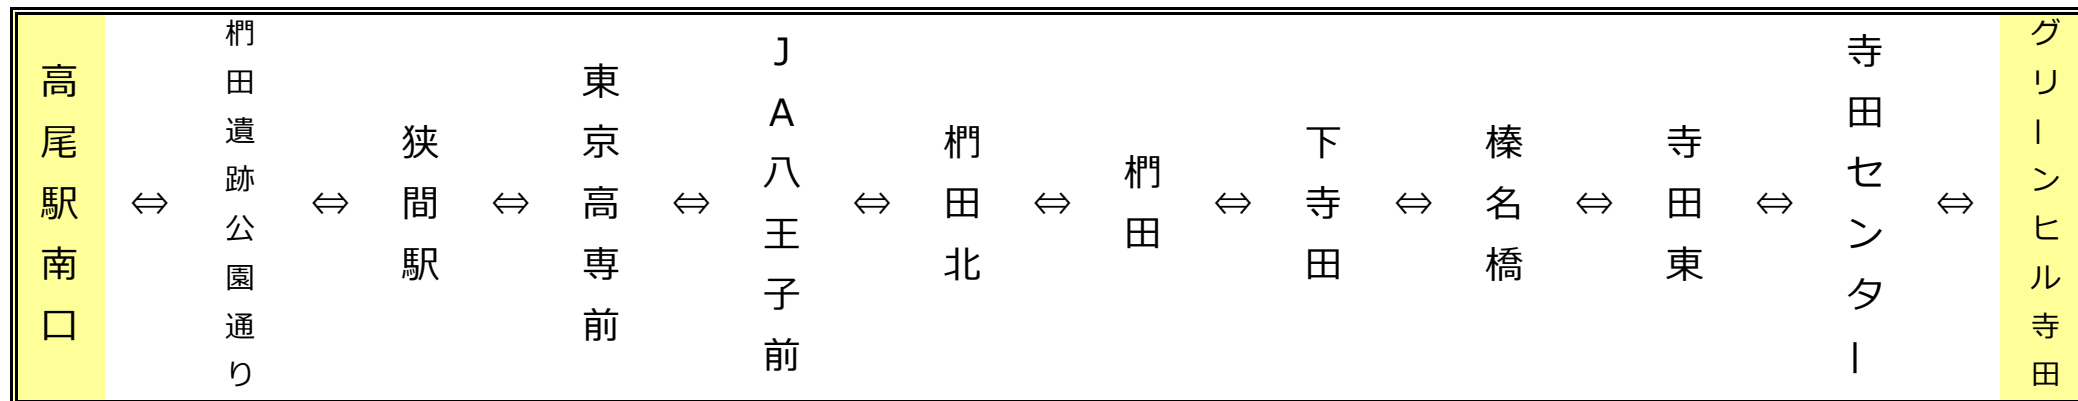 高尾駅南口
⇔
椚田遺跡公園通り
⇔
狭間駅
⇔
東京高専前
⇔
JA八王子前
⇔
椚田北
⇔
椚田
⇔
下寺田
⇔
榛名橋
⇔
寺田東
⇔
寺田センター
⇔
グリーンヒル寺田